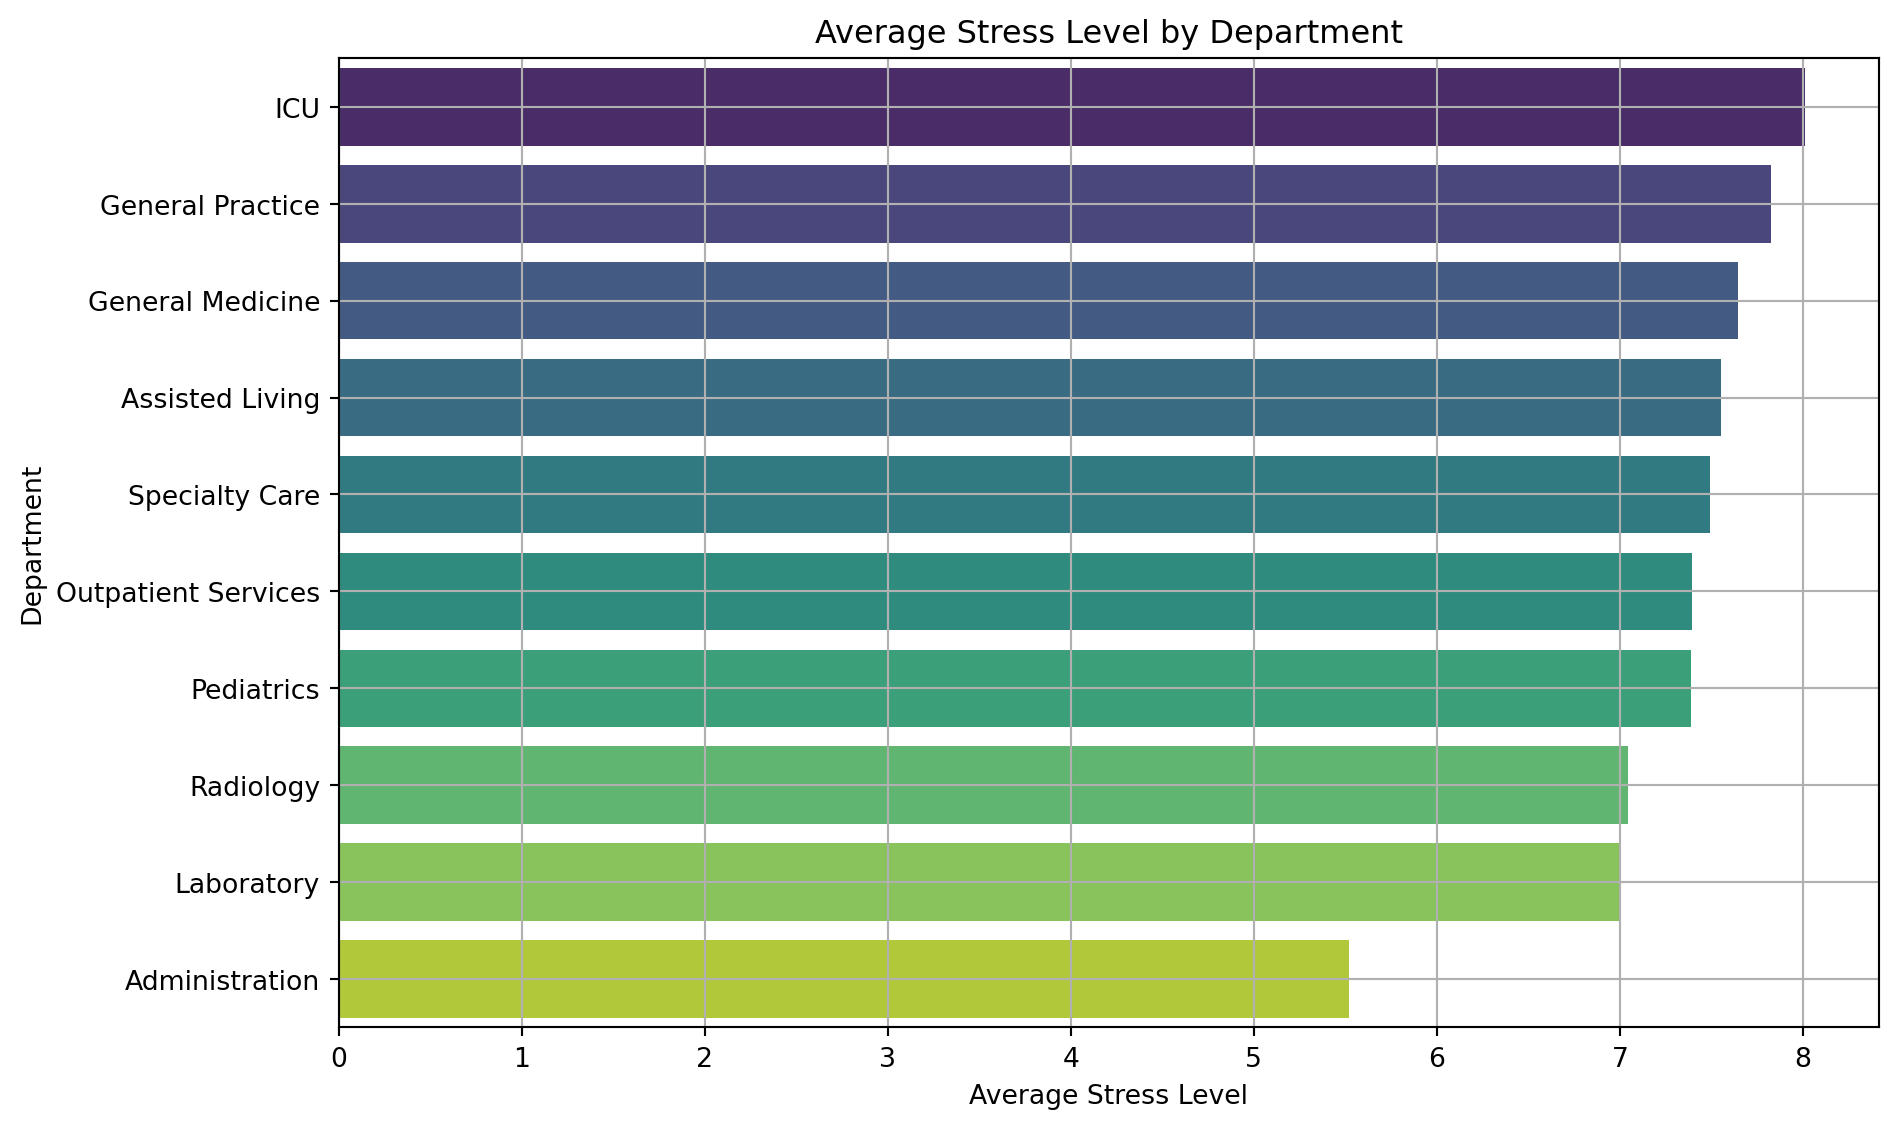 Average Stress Level by Department
ICU
General Practice
General Medicine
Assisted Living
Specialty Care
Outpatient Services
Pediatrics
Radiology
Laboratory
Administration
Department
0 1 2 3 4 5 6 7 8
Average Stress Level